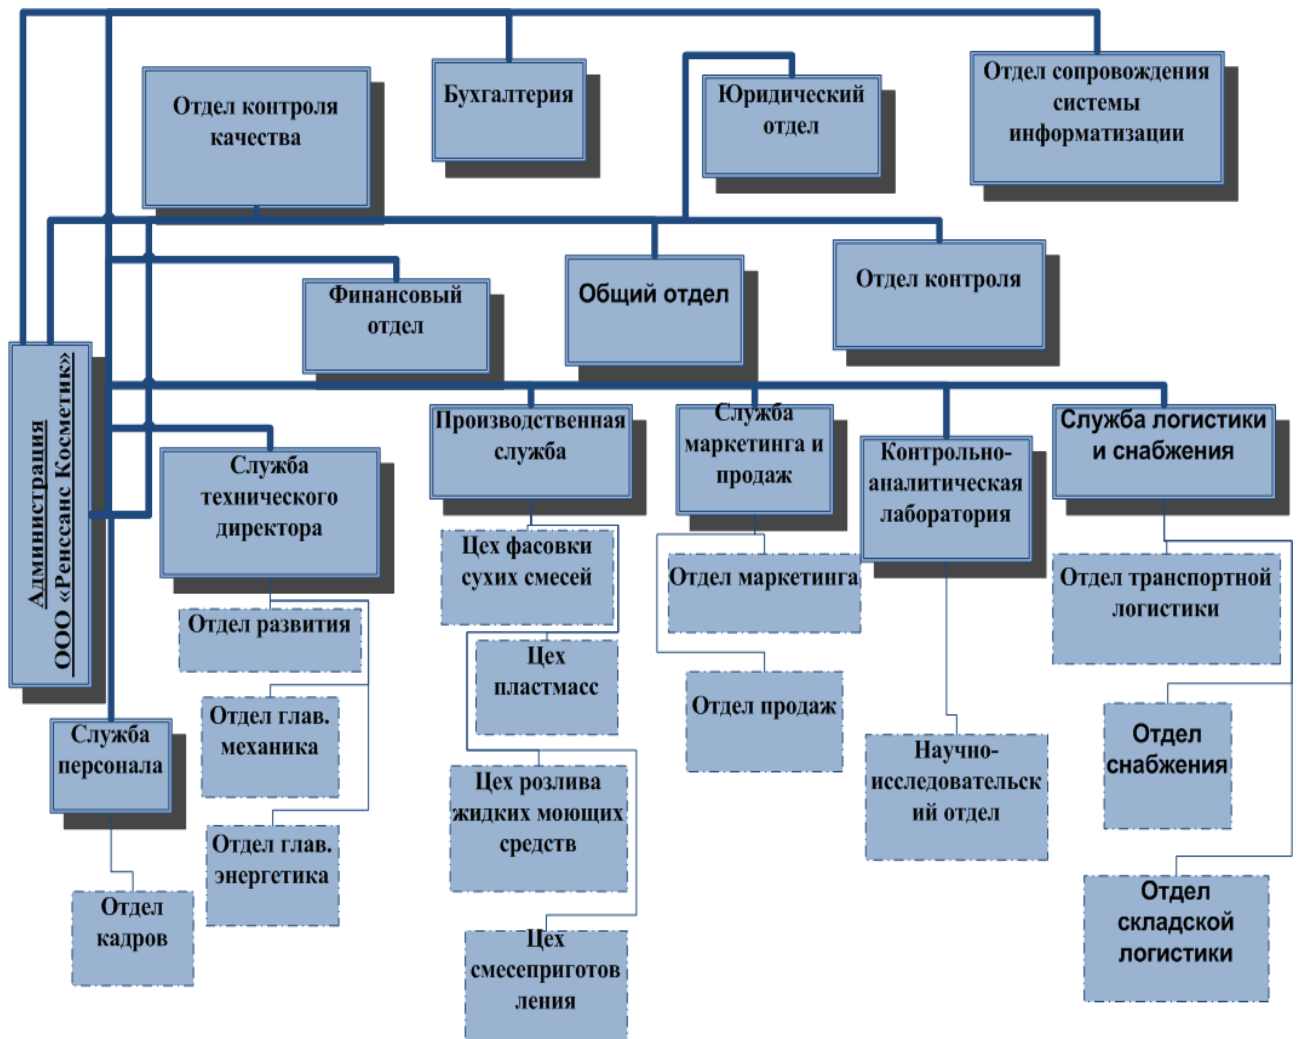 Отдел контроля
качества
Бухгалтерия
Юридический
отдел
Отдел сопровождения
системы
информатизации
Финансовый
отдел
Общий отдел
Отдел контроля
Администрация
ООО «Ренссанс Косметик»
Служба
технического
директора
Производственная
служба
Служба
маркетинга и
продаж
Контрольно-
аналитическая
лаборатория
Служба логистики
и снабжения
Цех фасовки
сухих смесей
Отдел маркетинга
Отдел транспортной
логистики
Отдел развития
Цех
пластмасс
Отдел глав.
механика
Отдел продаж
Служба
персонала
Научно-
исследовательск
ий отдел
Отдел
снабжения
Цех розлива
жидких моющих
средств
Отдел глав.
энергетика
Отдел
кадров
Цех
смесеприготов
ления
Отдел
складской
логистики